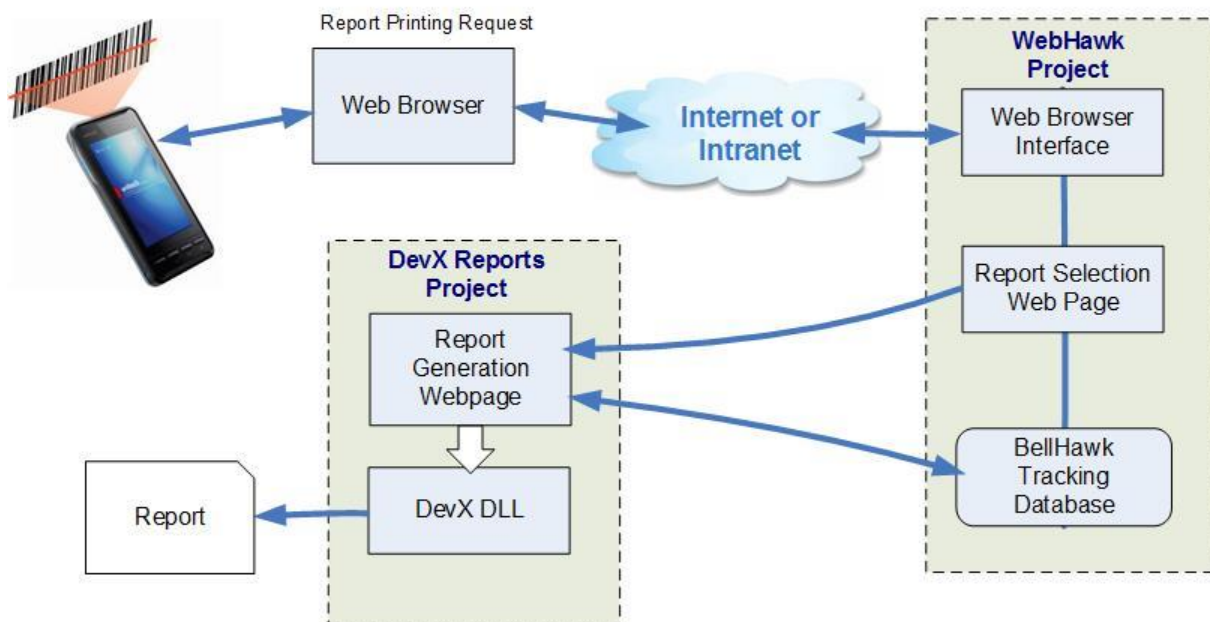 Report Printing Request
Web Browser
Internet or
Intranet
WebHawk
Project
Web Browser
Interface
Report Selection
Web Page
BellHawk
Tracking
Database
DevX Reports
Project
Report
Generation
Webpage
DevX DLL
Report